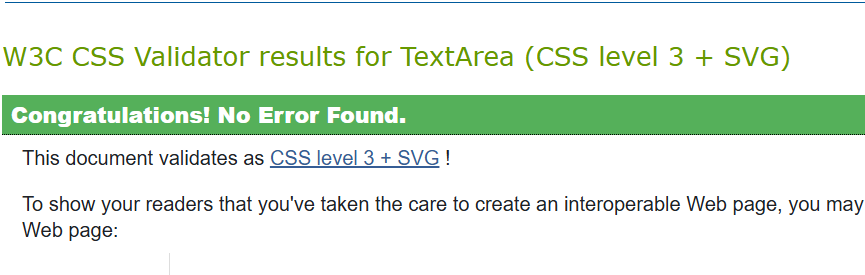 W3C CSS Validator results for TextArea (CSS level 3 + SVG)
Congratulations! No Error Found.
This document validates as CSS level 3 + SVG !
To show your readers that you've taken the care to create an interoperable Web page, you may
Web page: